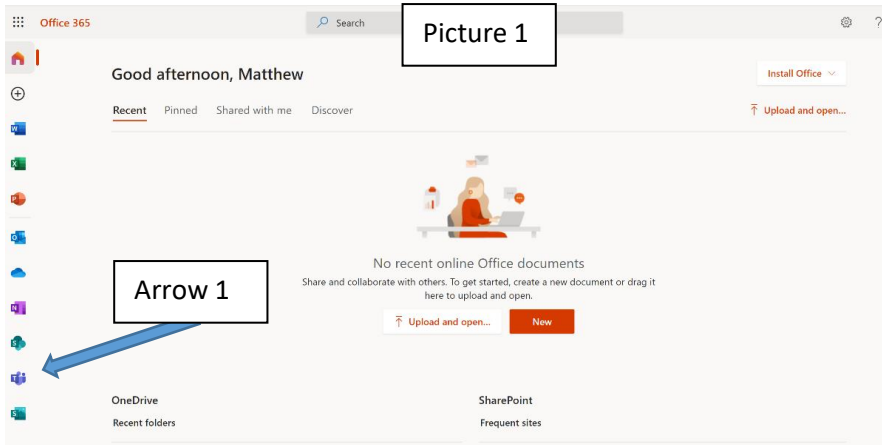 Office 365
Search
Picture 1
?
Good afternoon, Matthew
Install Office
Recent Pinned Shared with me Discover
Upload and open...
No recent online Office documents
Share and collaborate with others. To get started, create a new document or drag it
here to upload and open.
Arrow 1
Upload and open... New
OneDrive
SharePoint
Recent folders
Frequent sites